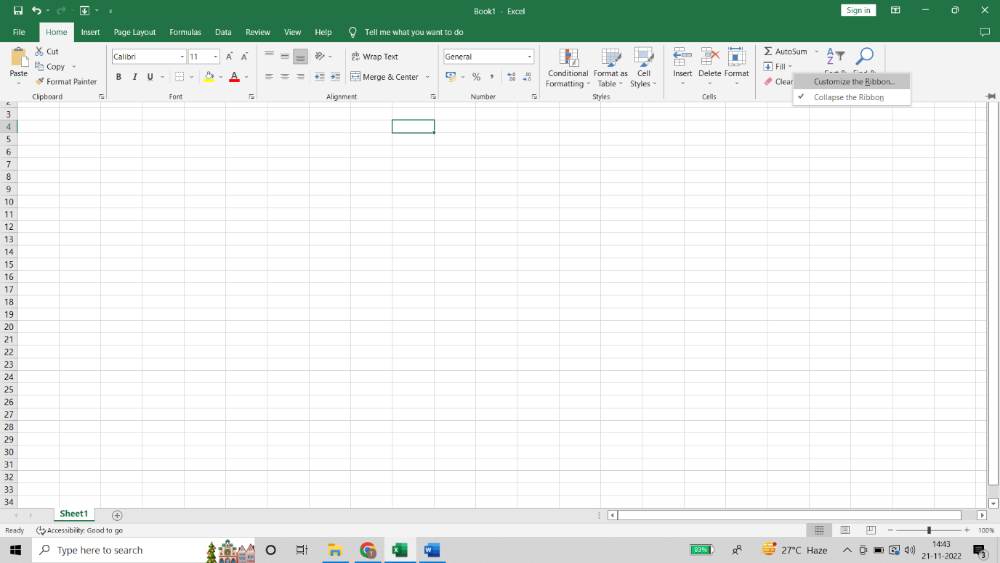 Book1 - Excel
Sign in
File Home Insert Page Layout Formulas Data Review View Help Tell me what you want to do
Paste
Cut
Copy
Format Painter
Clipboard
Calibri 11
B I U A
Font
Wrap Text
Merge & Center
Alignment
General
% ,
Number
Conditional Formatting
Format as Table
Cell Styles
Styles
Insert Delete Format
Cells
AutoSum
Fill
Clear
Customize the Ribbon...
Collapse the Ribbon
3
4
5
6
7
8
9
10
11
12
13
14
15
16
17
18
19
20
21
22
23
24
25
26
27
28
29
30
31
32
33
34
Sheet1
Ready Accessibility: Good to go 100%
Type here to search 93% 27°C Haze 14:43
21-11-2022 3